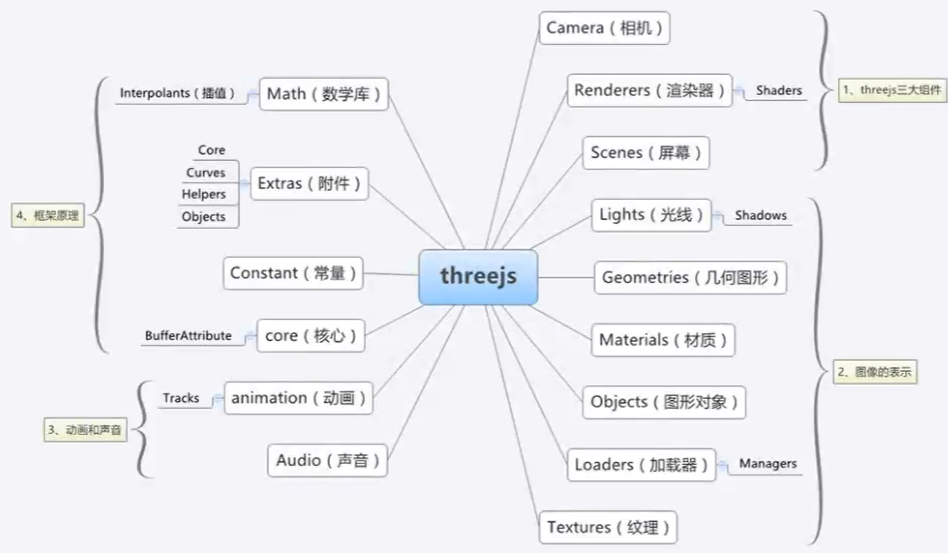 threejs
Camera（相机）
Renderers（渲染器）
Shaders
Scenes（屏幕）
1、threejs三大组件
Lights（光线）
Shadows
Geometries（几何图形）
Materials（材质）
Objects（图形对象）
Loaders（加载器）
Managers
Textures（纹理）
2、图像的表示
animation（动画）
Tracks
Audio（声音）
3、动画和声音
Math（数学库）
Interpolants（插值）
Extras（附件）
Core
Curves
Helpers
Objects
Constant（常量）
core（核心）
BufferAttribute
4、框架原理